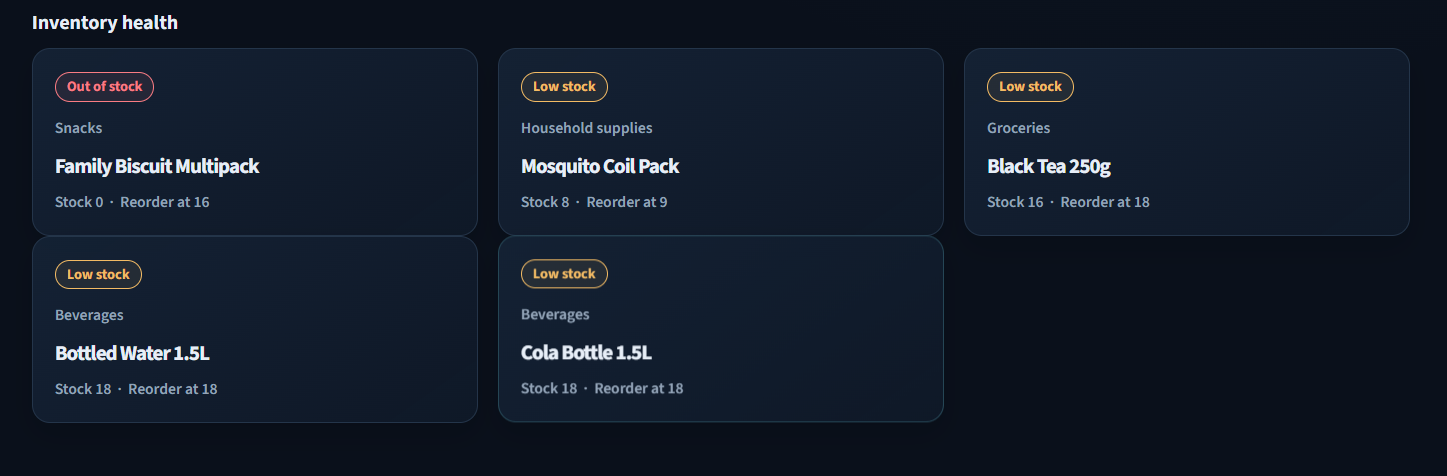 Inventory health
Out of stock
Snacks
Family Biscuit Multipack
Stock 0 · Reorder at 16
Low stock
Household supplies
Mosquito Coil Pack
Stock 8 · Reorder at 9
Low stock
Groceries
Black Tea 250g
Stock 16 · Reorder at 18
Low stock
Beverages
Bottled Water 1.5L
Stock 18 · Reorder at 18
Low stock
Beverages
Cola Bottle 1.5L
Stock 18 · Reorder at 18